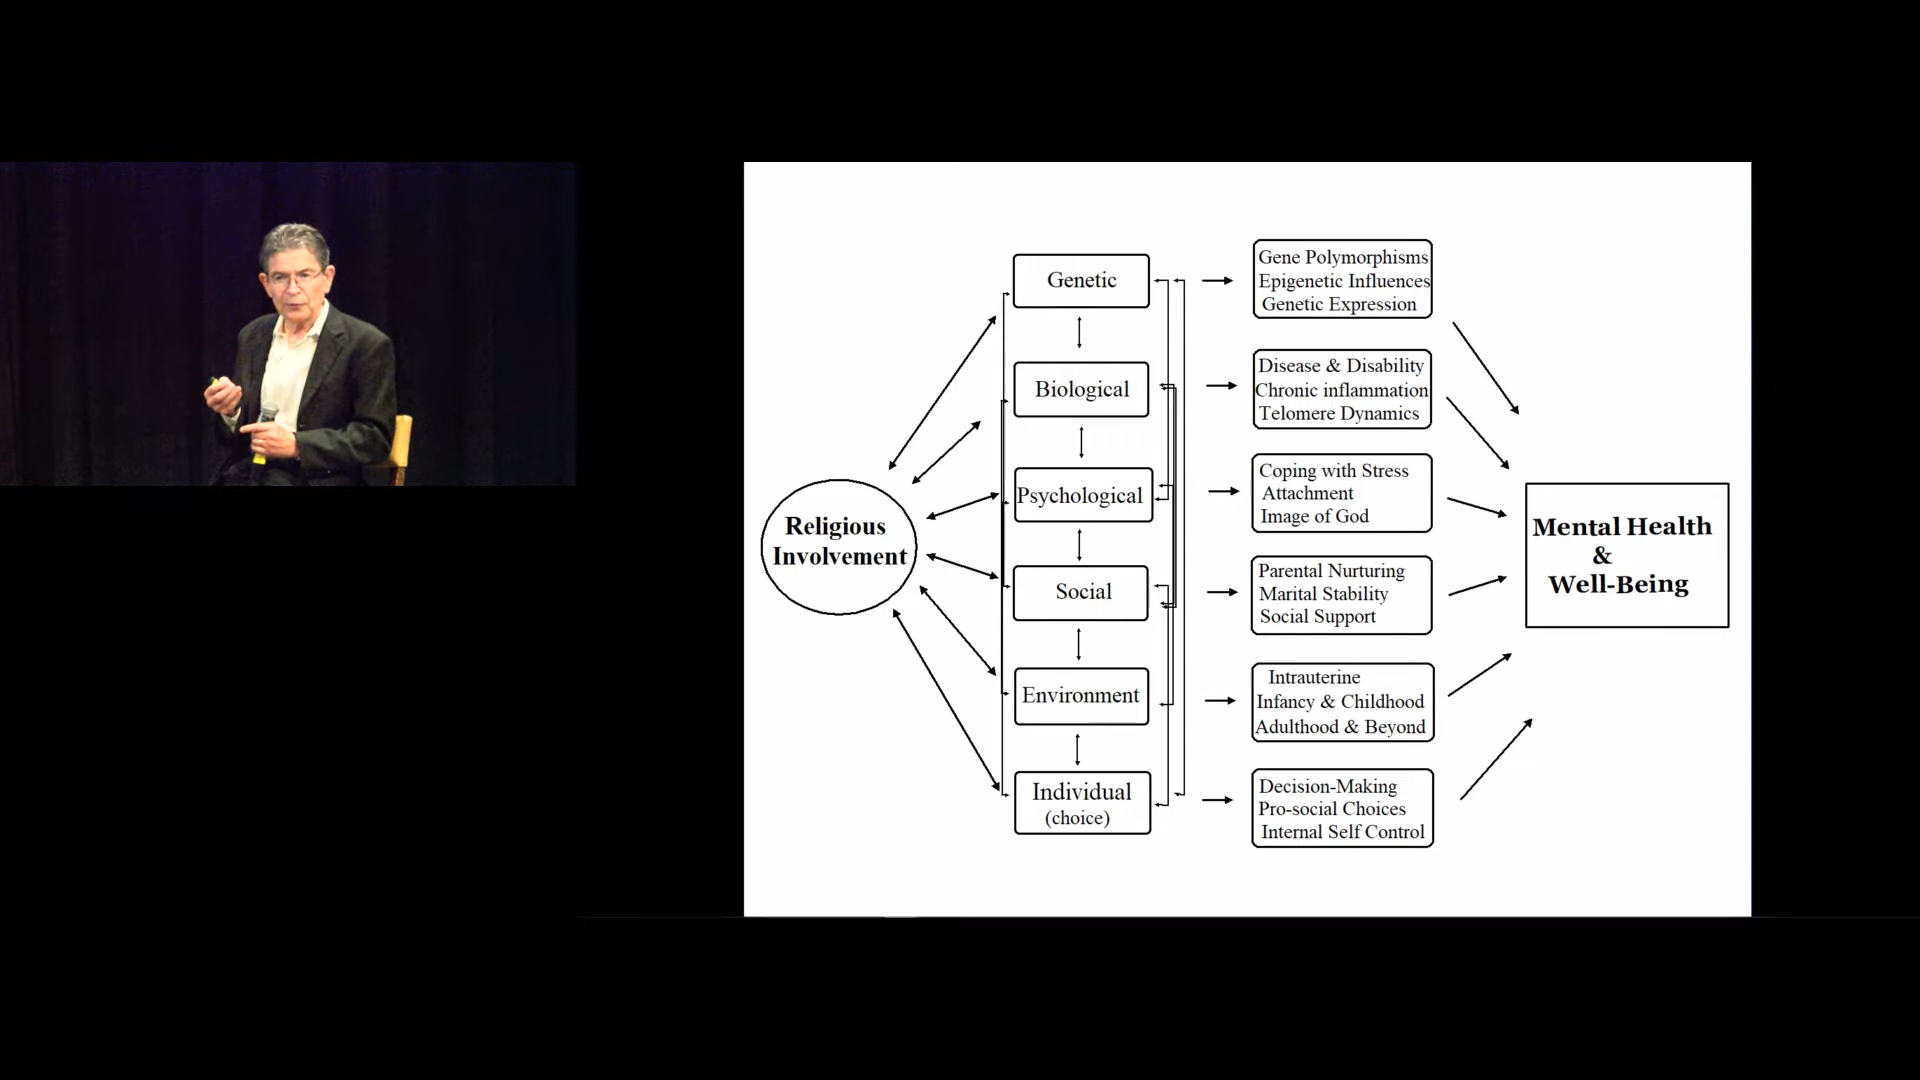 Religious
Involvement
Genetic
Biological
Psychological
Social
Environment
Individual
(choice)
Gene Polymorphisms
Epigenetic Influences
Genetic Expression
Disease & Disability
Chronic inflammation
Telomere Dynamics
Coping with Stress
Attachment
Image of God
Parental Nurturing
Marital Stability
Social Support
Intrauterine
Infancy & Childhood
Adulthood & Beyond
Decision-Making
Pro-social Choices
Internal Self Control
Mental Health
&
Well-Being